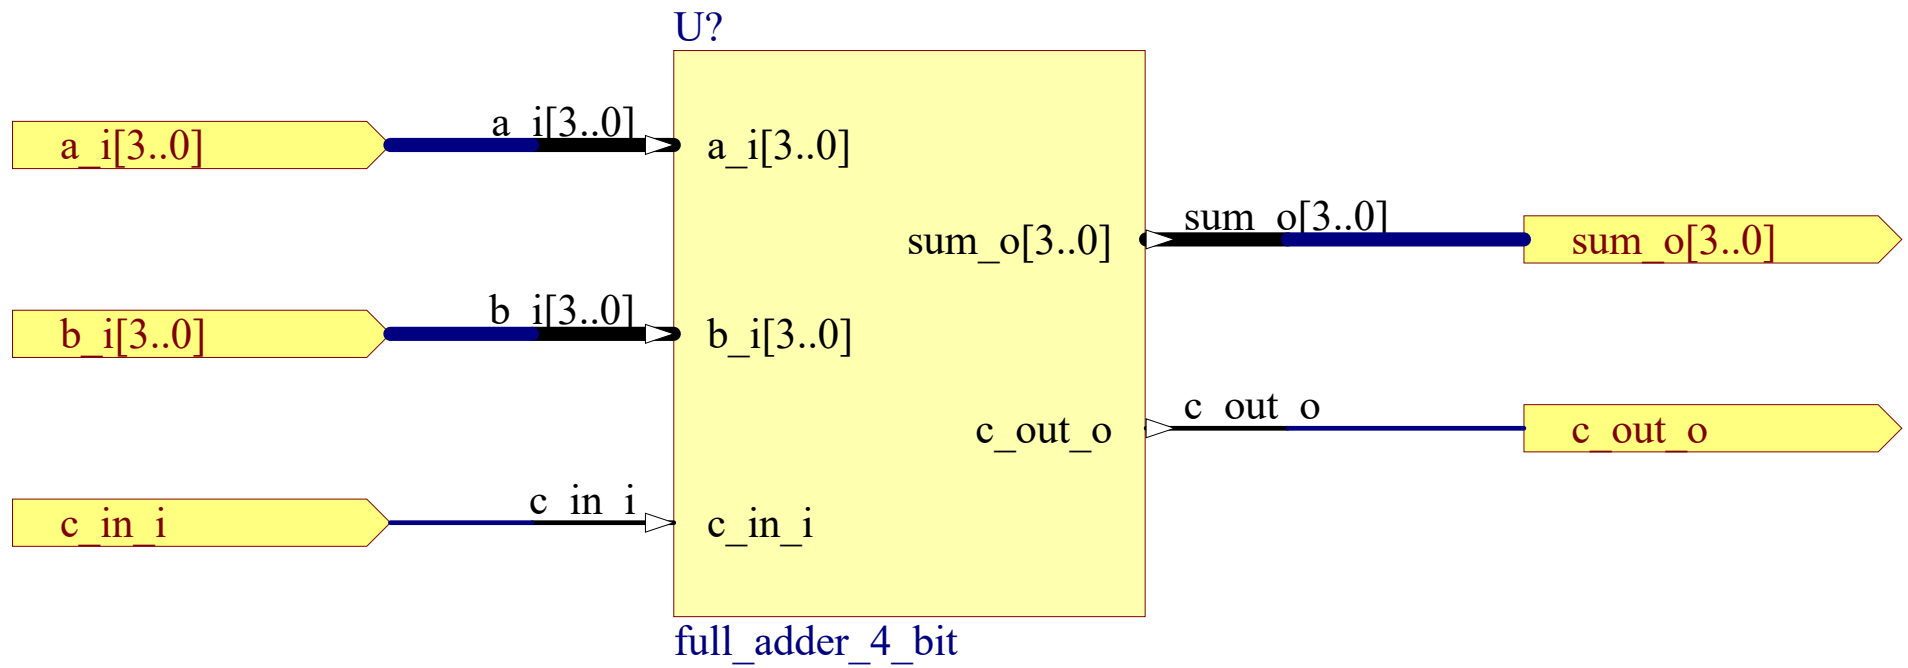 U?
a_i[3..0]
a_i[3..0]
a_i[3..0]
sum_o[3..0]
sum_o[3..0]
sum_o[3..0]
b_i[3..0]
b_i[3..0]
b_i[3..0]
c_out_o
c_out_o
c_out_o
c_in_i
c_in_i
c_in_i
full_adder_4_bit